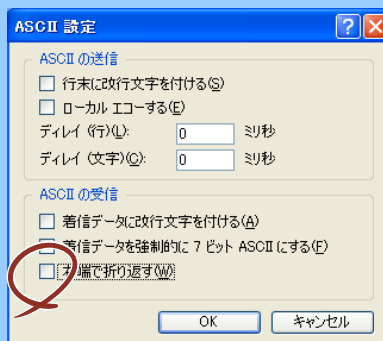 ASCII 設定
ASCII の送信
行末に改行文字を付ける(S)
ローカル エコーする(E)
ディレイ (行)(L): 0 ミリ秒
ディレイ (文字)(C): 0 ミリ秒
ASCII の受信
着信データに改行文字を付ける(A)
着信データを強制的に 7 ビット ASCII にする(F)
右端で折り返す(W)
OK キャンセル